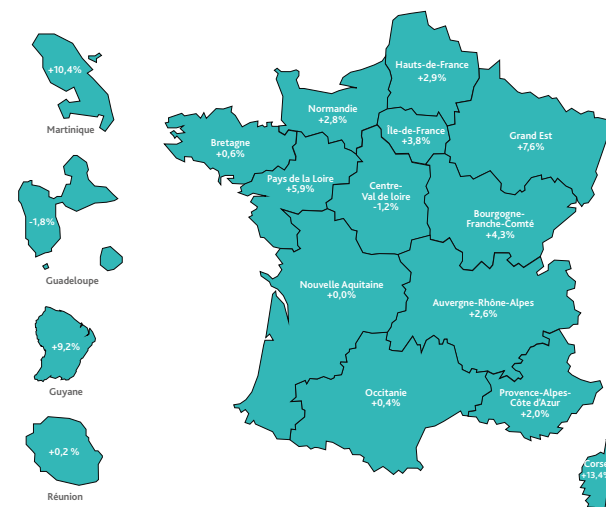 +10,4%
Martinique
-1,8%
Guadeloupe
+9,2%
Guyane
+0,2 %
Réunion
Hauts-de-France
+2,9%
Normandie
+2,8%
Île-de-France
+3,8%
Grand Est
+7,6%
Bretagne
+0,6%
Pays de la Loire
+5,9%
Centre-
Val de loire
-1,2%
Bourgogne-
Franche-Comté
+4,3%
Nouvelle Aquitaine
+0,0%
Auvergne-Rhône-Alpes
+2,6%
Occitanie
+0,4%
Provence-Alpes-
Côte d'Azur
+2,0%
Corse
+13,4%